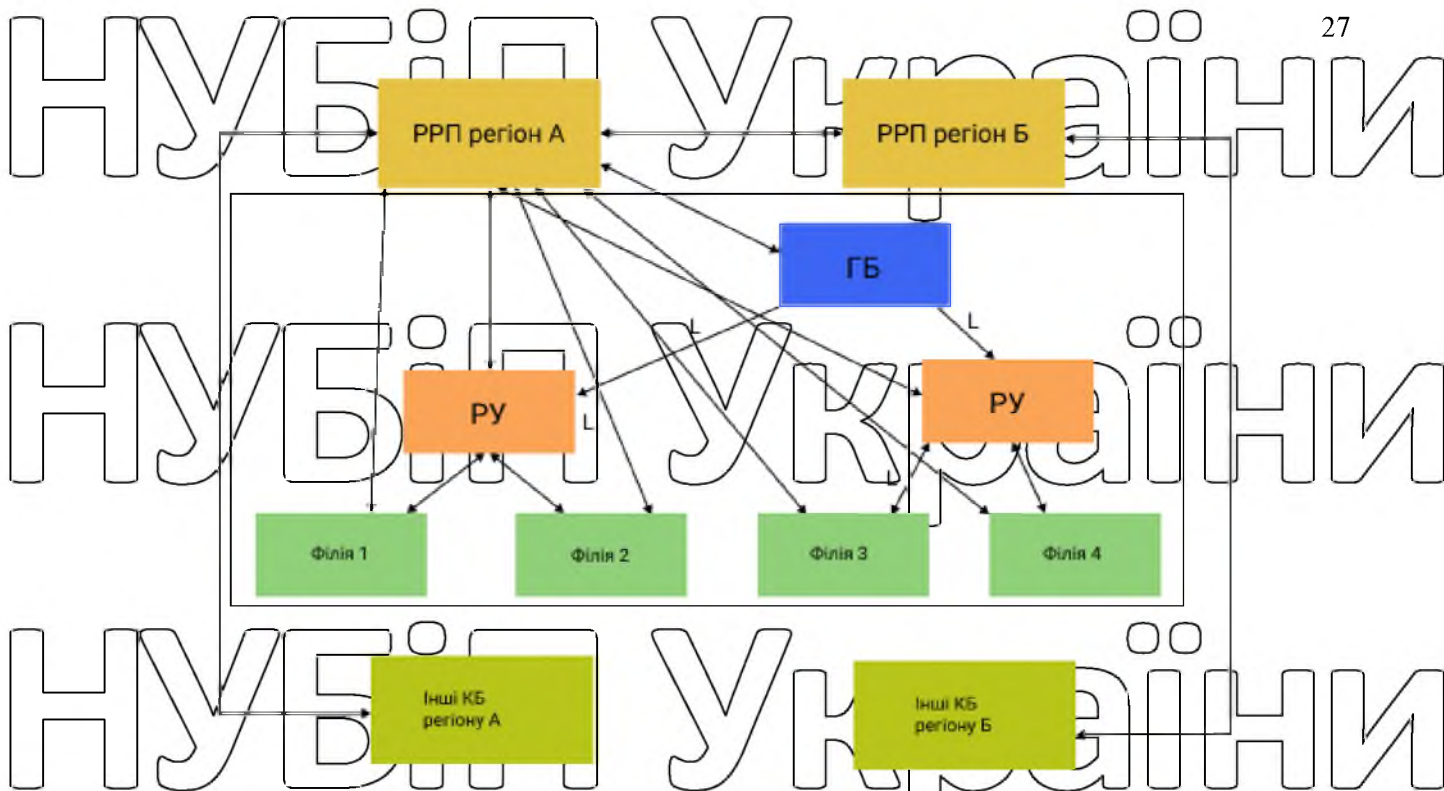 27
НУБіП України
РРП регіон А
РРП регіон Б
ГБ
L
L
НУБіП України
РУ
L
РУ
L
Філія 1
Філія 2
Філія 3
Філія 4
НУБіП України
Інші КБ
регіону А
Інші КБ
регіону Б